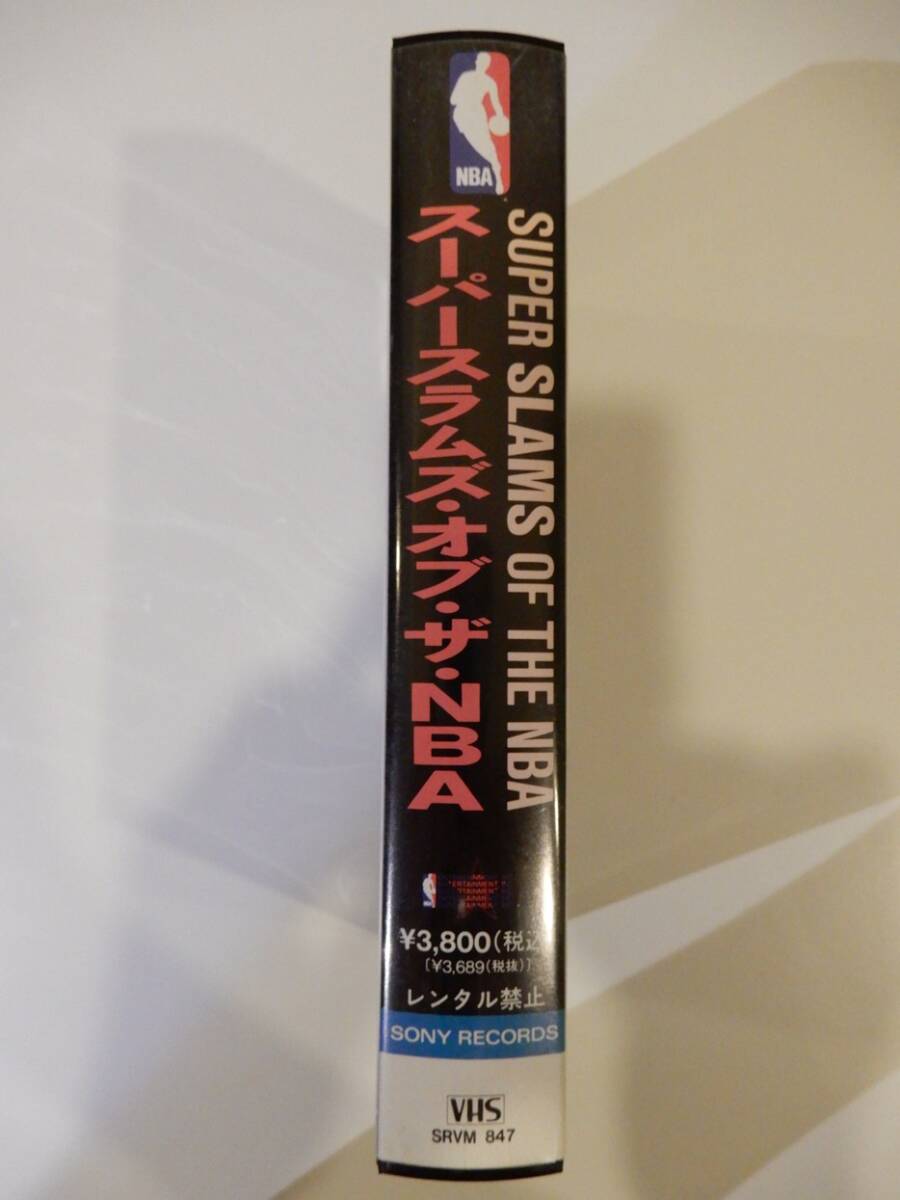 NBA
スーパースラムズ・オブ・ザ・NBA
SUPER SLAMS OF THE NBA
¥3,800(税込
[¥3,689(税抜)]
レンタル禁止
SONY RECORDS
VHS
SRVM 847